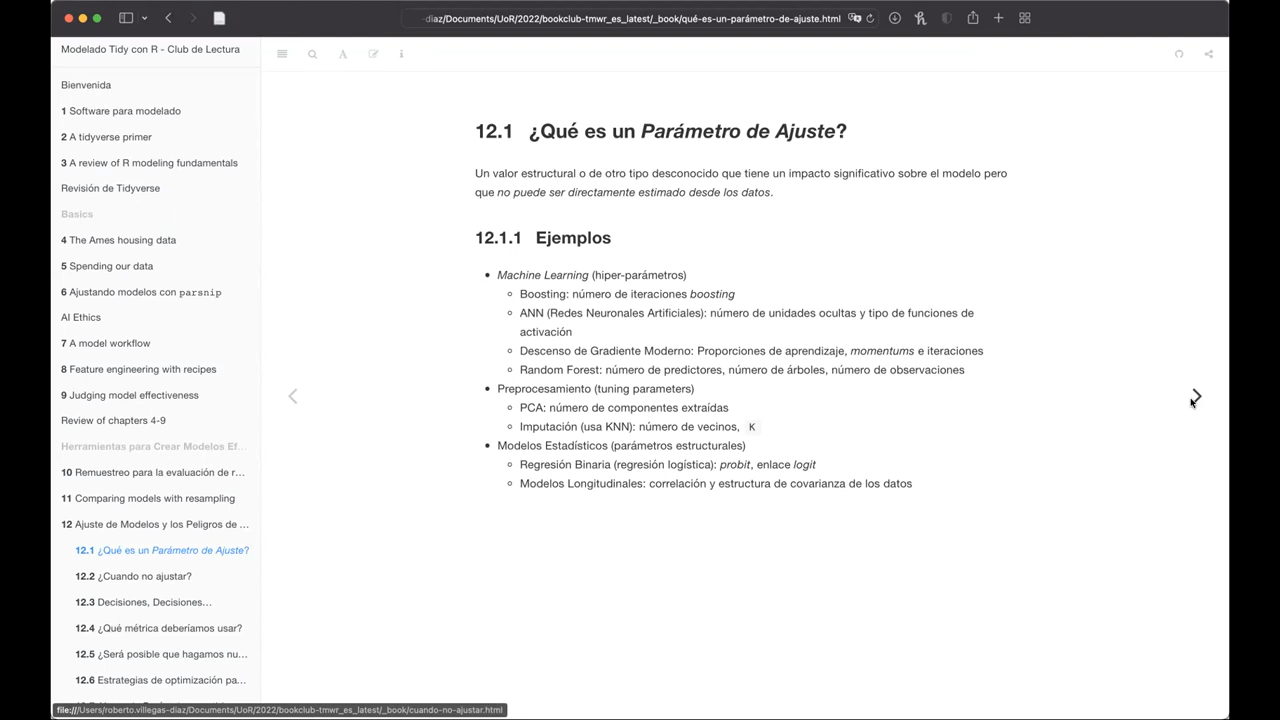 -diaz/Documents/UoR/2022/bookclub-tmwr_es_latest/_book/qué-es-un-parámetro-de-ajuste.html
Modelado Tidy con R - Club de Lectura
Bienvenida
1 Software para modelado
2 A tidyverse primer
3 A review of R modeling fundamentals
Revisión de Tidyverse
Basics
4 The Ames housing data
5 Spending our data
6 Ajustando modelos con parsnip
AI Ethics
7 A model workflow
8 Feature engineering with recipes
9 Judging model effectiveness
Review of chapters 4-9
Herramientas para Crear Modelos Ef...
10 Remuestreo para la evaluación de r...
11 Comparing models with resampling
12 Ajuste de Modelos y los Peligros de ...
12.1 ¿Qué es un Parámetro de Ajuste?
12.2 ¿Cuando no ajustar?
12.3 Decisiones, Decisiones...
12.4 ¿Qué métrica deberíamos usar?
12.5 ¿Será posible que hagamos nu...
12.6 Estrategias de optimización pa...
file:///Users/roberto.villegas-diaz/Documents/UoR/2022/bookclub-tmwr_es_latest/_book/cuando-no-ajustar.html
12.1 ¿Qué es un Parámetro de Ajuste?
Un valor estructural o de otro tipo desconocido que tiene un impacto significativo sobre el modelo pero
que no puede ser directamente estimado desde los datos.
12.1.1 Ejemplos
• Machine Learning (hiper-parámetros)
◦ Boosting: número de iteraciones boosting
◦ ANN (Redes Neuronales Artificiales): número de unidades ocultas y tipo de funciones de
activación
◦ Descenso de Gradiente Moderno: Proporciones de aprendizaje, momentums e iteraciones
◦ Random Forest: número de predictores, número de árboles, número de observaciones
• Preprocesamiento (tuning parameters)
◦ PCA: número de componentes extraídas
◦ Imputación (usa KNN): número de vecinos, K
• Modelos Estadísticos (parámetros estructurales)
◦ Regresión Binaria (regresión logística): probit, enlace logit
◦ Modelos Longitudinales: correlación y estructura de covarianza de los datos